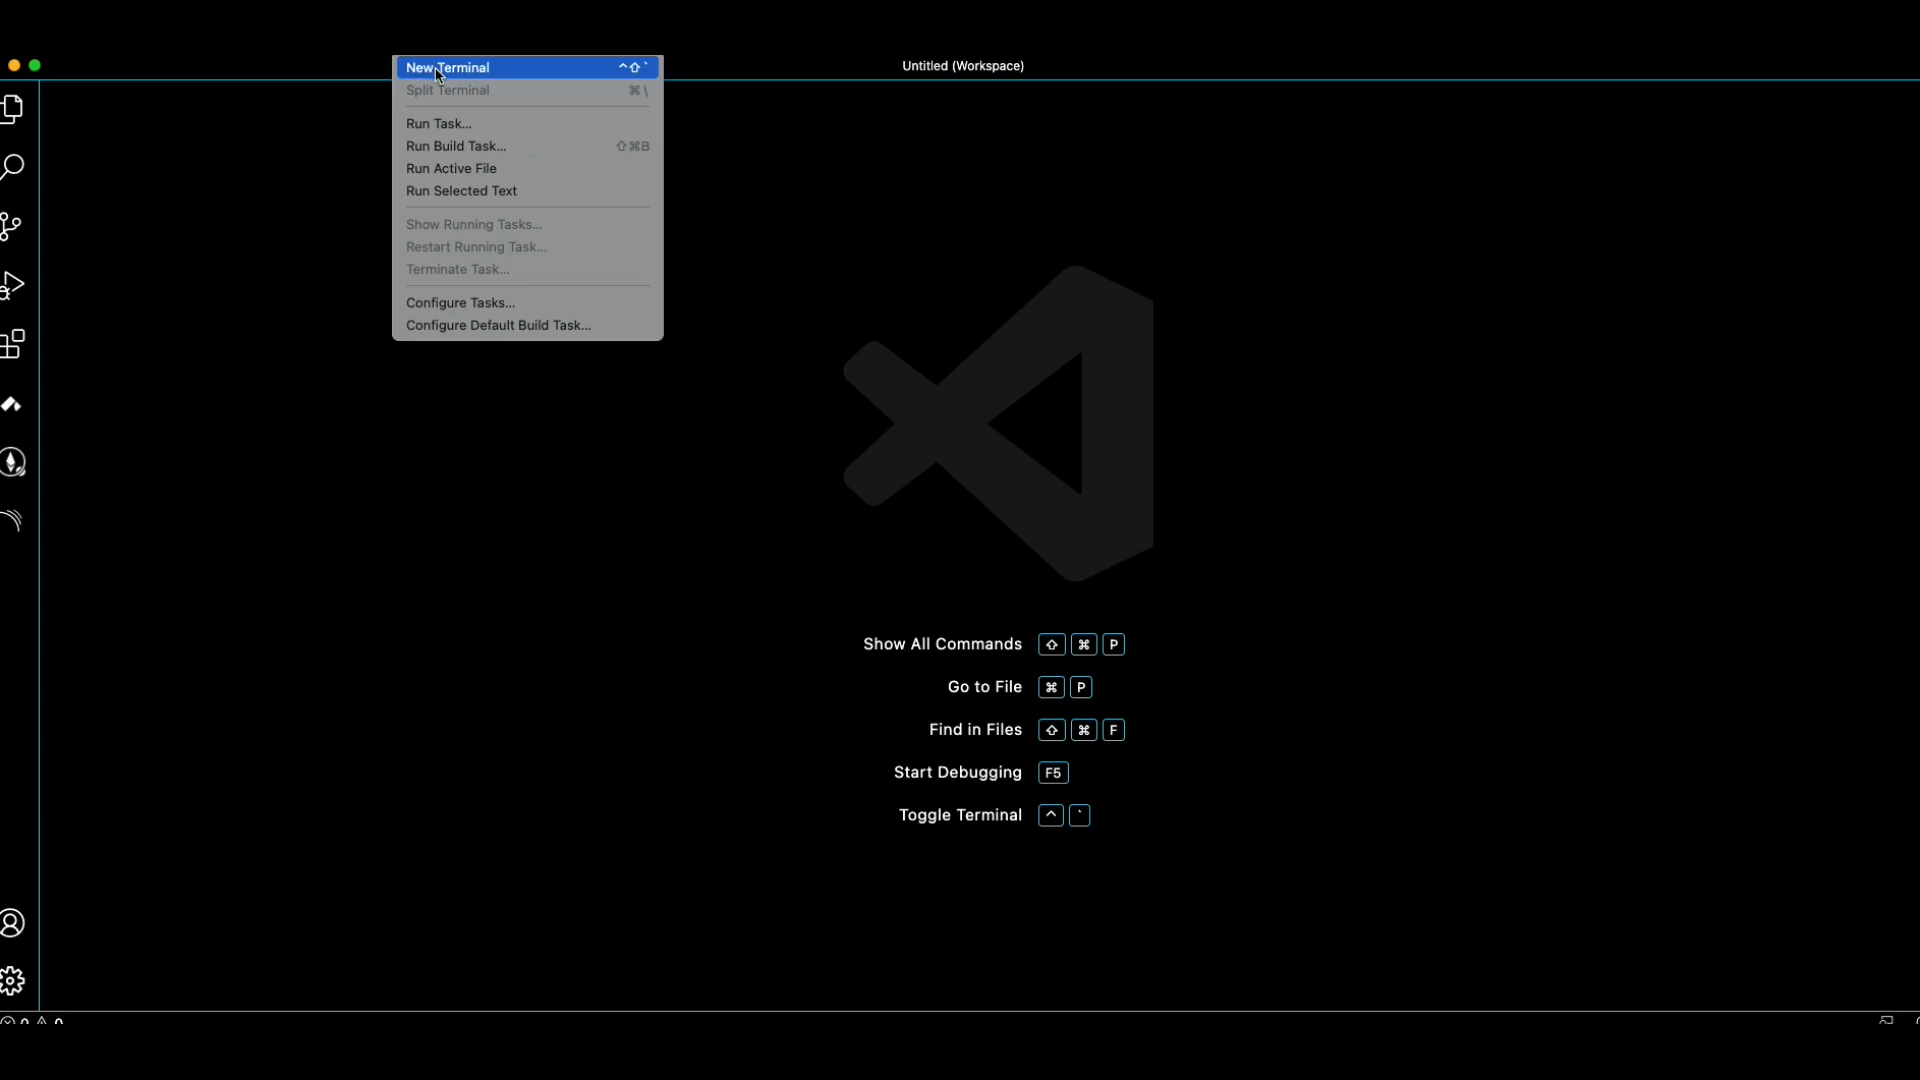 Untitled (Workspace)
New Terminal ^⇧`
Split Terminal ⌘\
Run Task...
Run Build Task... ⇧⌘B
Run Active File
Run Selected Text
Show Running Tasks...
Restart Running Task...
Terminate Task...
Configure Tasks...
Configure Default Build Task...
Show All Commands ⇧ ⌘ P
Go to File ⌘ P
Find in Files ⇧ ⌘ F
Start Debugging F5
Toggle Terminal ^ `
0 0